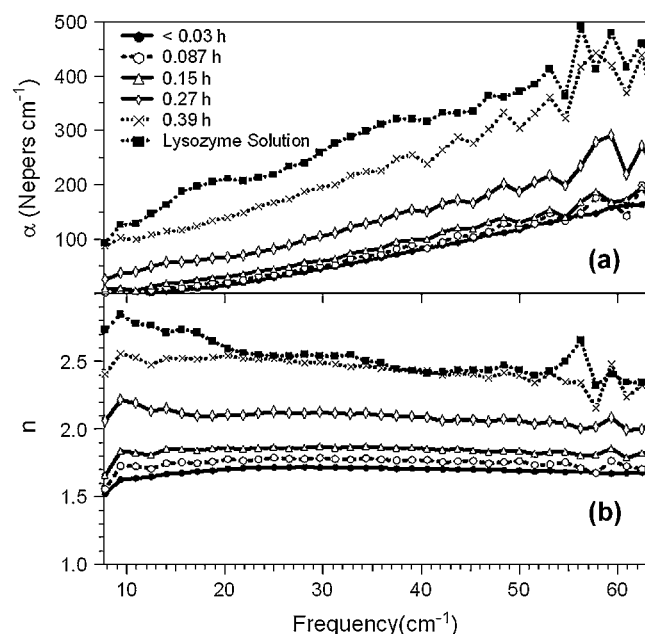 500
400
300
200
100
α (Nepers cm⁻¹)
< 0.03 h
0.087 h
0.15 h
0.27 h
0.39 h
Lysozyme Solution
(a)
2.5
2.0
1.5
1.0
n
(b)
10 20 30 40 50 60
Frequency(cm⁻¹)